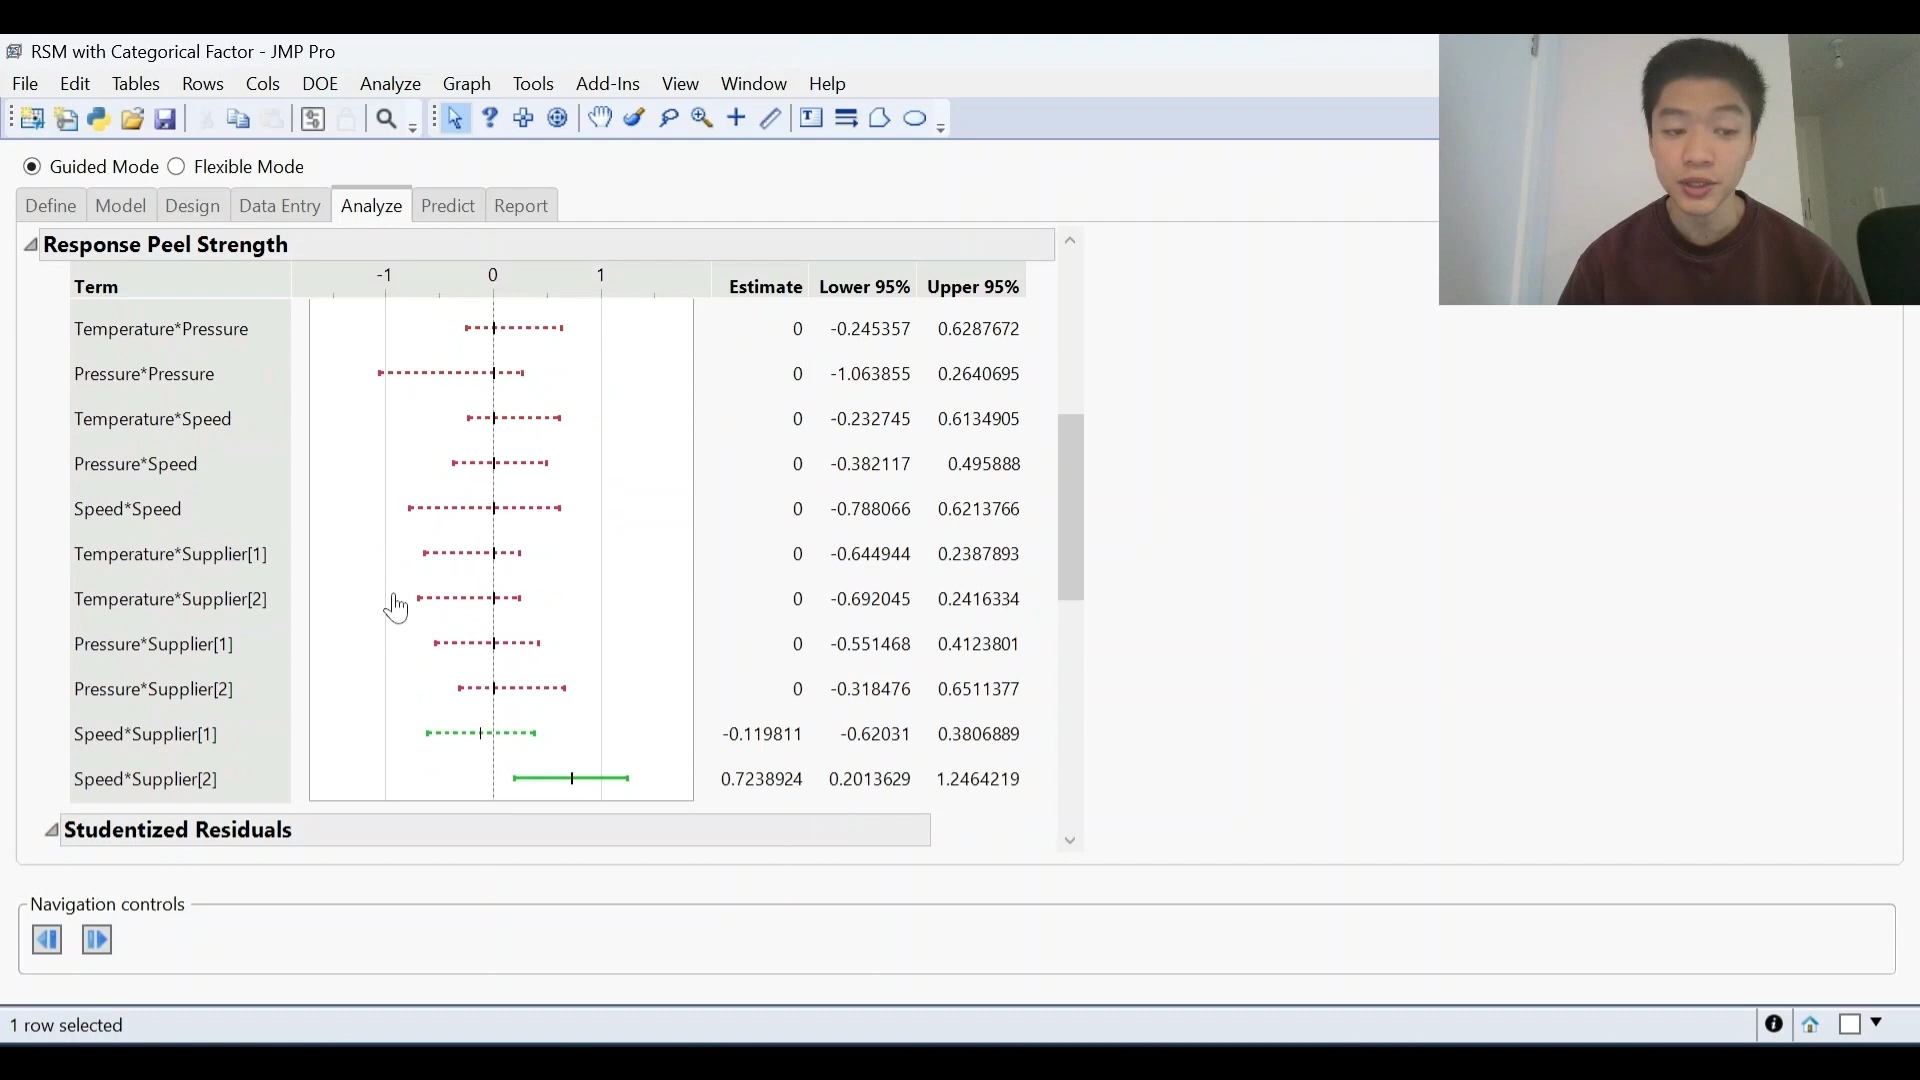 RSM with Categorical Factor - JMP Pro
File Edit Tables Rows Cols DOE Analyze Graph Tools Add-Ins View Window Help
Guided Mode Flexible Mode
Define Model Design Data Entry Analyze Predict Report
Response Peel Strength
Term -1 0 1 Estimate Lower 95% Upper 95%
Temperature*Pressure 0 -0.245357 0.6287672
Pressure*Pressure 0 -1.063855 0.2640695
Temperature*Speed 0 -0.232745 0.6134905
Pressure*Speed 0 -0.382117 0.495888
Speed*Speed 0 -0.788066 0.6213766
Temperature*Supplier[1] 0 -0.644944 0.2387893
Temperature*Supplier[2] 0 -0.692045 0.2416334
Pressure*Supplier[1] 0 -0.551468 0.4123801
Pressure*Supplier[2] 0 -0.318476 0.6511377
Speed*Supplier[1] -0.119811 -0.62031 0.3806889
Speed*Supplier[2] 0.7238924 0.2013629 1.2464219
Studentized Residuals
Navigation controls
1 row selected